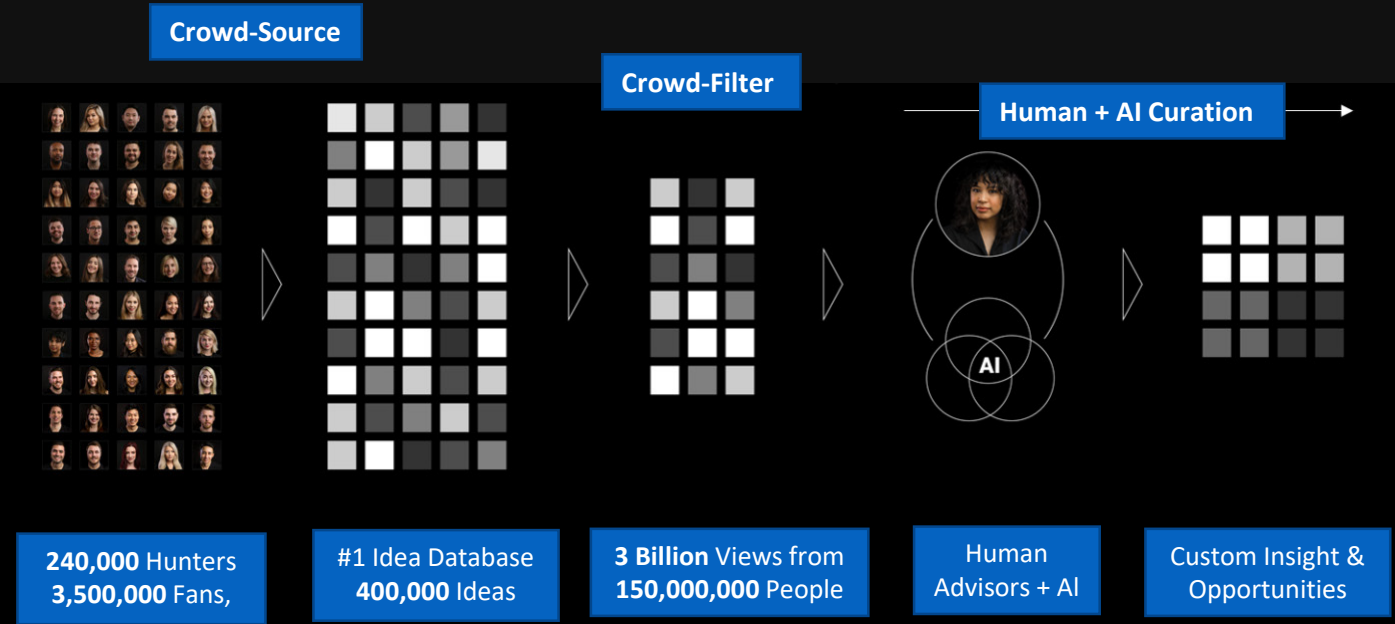 Crowd-Source
Crowd-Filter
Human + AI Curation
AI
240,000 Hunters
3,500,000 Fans,
#1 Idea Database
400,000 Ideas
3 Billion Views from
150,000,000 People
Human
Advisors + AI
Custom Insight &
Opportunities